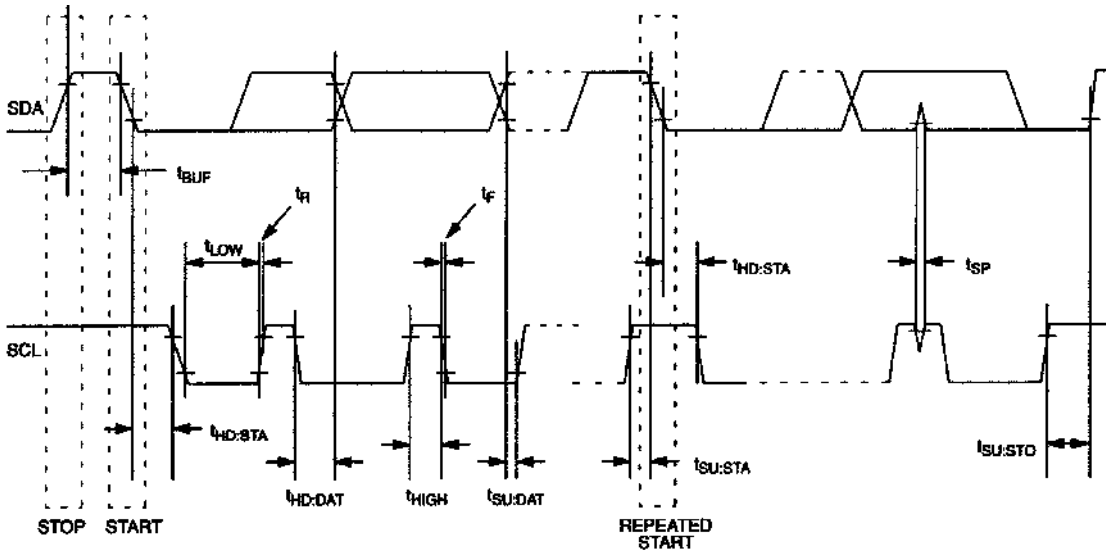 SDA
tBUF
tR
tF
tLOW
tHD:STA
tSP
SCL
tHD:STA
tSU:STA
tSU:STO
tHD:DAT
tHIGH
tSU:DAT
STOP
START
REPEATED
START